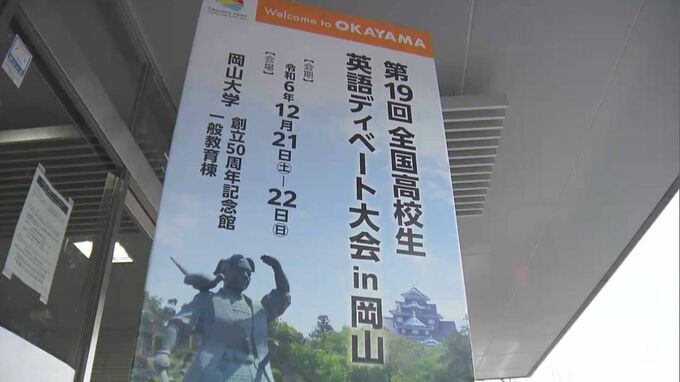 Welcome to OKAYAMA
第19回 全国高校生
英語ディベート大会 in 岡山
【会期】
令和6年 12月21日(土)―22日(日)
【会場】
岡山大学 創立50周年記念館
一般教育棟